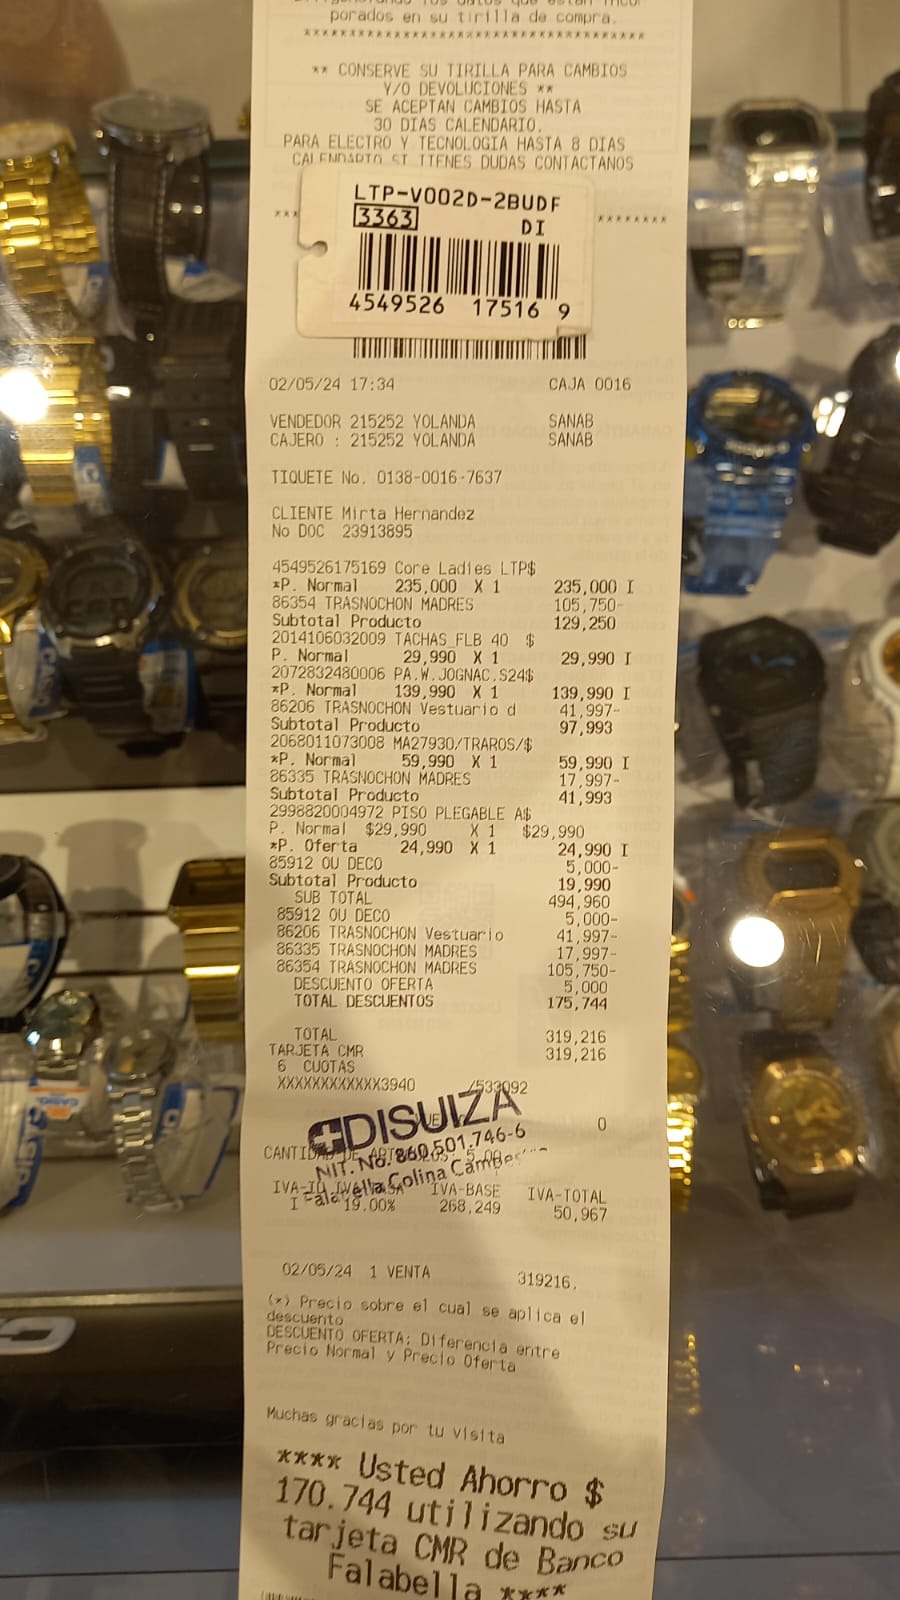 porados en su tirilla de compra.
***********************************
** CONSERVE SU TIRILLA PARA CAMBIOS
Y/O DEVOLUCIONES **
SE ACEPTAN CAMBIOS HASTA
30 DIAS CALENDARIO.
PARA ELECTRO Y TECNOLOGIA HASTA 8 DIAS
CALENDARIO SI TIENES DUDAS CONTACTANOS
LTP-V002D-2BUDF
3363 DI
4549526 17516 9
02/05/24 17:34 CAJA 0016
VENDEDOR 215252 YOLANDA SANAB
CAJERO : 215252 YOLANDA SANAB
TIQUETE No. 0138-0016-7637
CLIENTE Mirta Hernandez
No DOC 23913895
4549526175169 Core Ladies LTP$
*P. Normal 235,000 X 1 235,000 I
86354 TRASNOCHON MADRES 105,750-
Subtotal Producto 129,250
2014106032009 TACHAS_FLB 40 $
P. Normal 29,990 X 1 29,990 I
2072832480006 PA.W.JOGNAC.S24$
*P. Normal 139,990 X 1 139,990 I
86206 TRASNOCHON Vestuario d 41,997-
Subtotal Producto 97,993
2068011073008 MA27930/TRAROS/$
*P. Normal 59,990 X 1 59,990 I
86335 TRASNOCHON MADRES 17,997-
Subtotal Producto 41,993
2998820004972 PISO PLEGABLE A$
P. Normal $29,990 X 1 $29,990
*P. Oferta 24,990 X 1 24,990 I
85912 OU DECO 5,000-
Subtotal Producto 19,990
SUB TOTAL 494,960
85912 OU DECO 5,000-
86206 TRASNOCHON Vestuario 41,997-
86335 TRASNOCHON MADRES 17,997-
86354 TRASNOCHON MADRES 105,750-
DESCUENTO OFERTA 5,000
TOTAL DESCUENTOS 175,744
TOTAL 319,216
TARJETA CMR 319,216
6 CUOTAS
XXXXXXXXXXXX3940 /533092
DISUIZA
0
NIT. No. 860.501.746-6
CANTIDAD DE
Falabella Colina
IVA-BASE IVA-TOTAL
I 19.00% 268,249 50,967
02/05/24 1 VENTA 319216.
(*) Precio sobre el cual se aplica el
descuento
DESCUENTO OFERTA: Diferencia entre
Precio Normal y Precio Oferta
Muchas gracias por tu visita
**** Usted Ahorro $
170.744 utilizando su
tarjeta CMR de Banco
Falabella ****